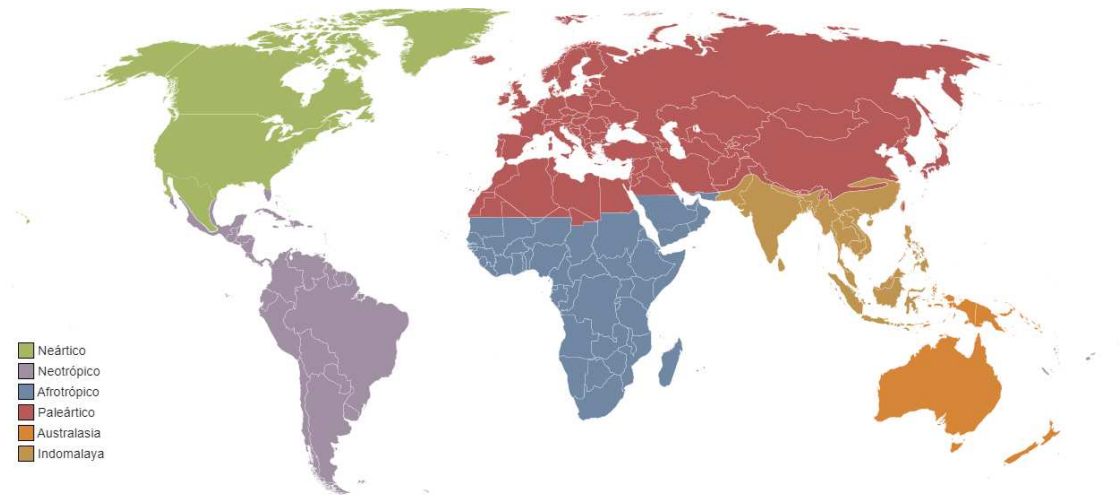 Neártico
Neotrópico
Afrotrópico
Paleártico
Australasia
Indomalaya